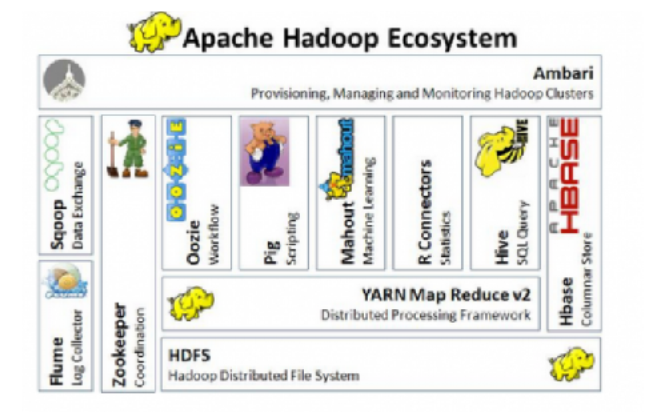 Apache Hadoop Ecosystem
Ambari
Provisioning, Managing and Monitoring Hadoop Clusters
sqoop
Sqoop
Data Exchange
Zookeeper
Coordination
OOZIE
Oozie
Workflow
Pig
Scripting
mahout
Mahout
Machine Learning
R Connectors
Statistics
HIVE
Hive
SQL Query
APACHE
HBASE
Hbase
Columnar Store
Flume
Log Collector
YARN Map Reduce v2
Distributed Processing Framework
HDFS
Hadoop Distributed File System